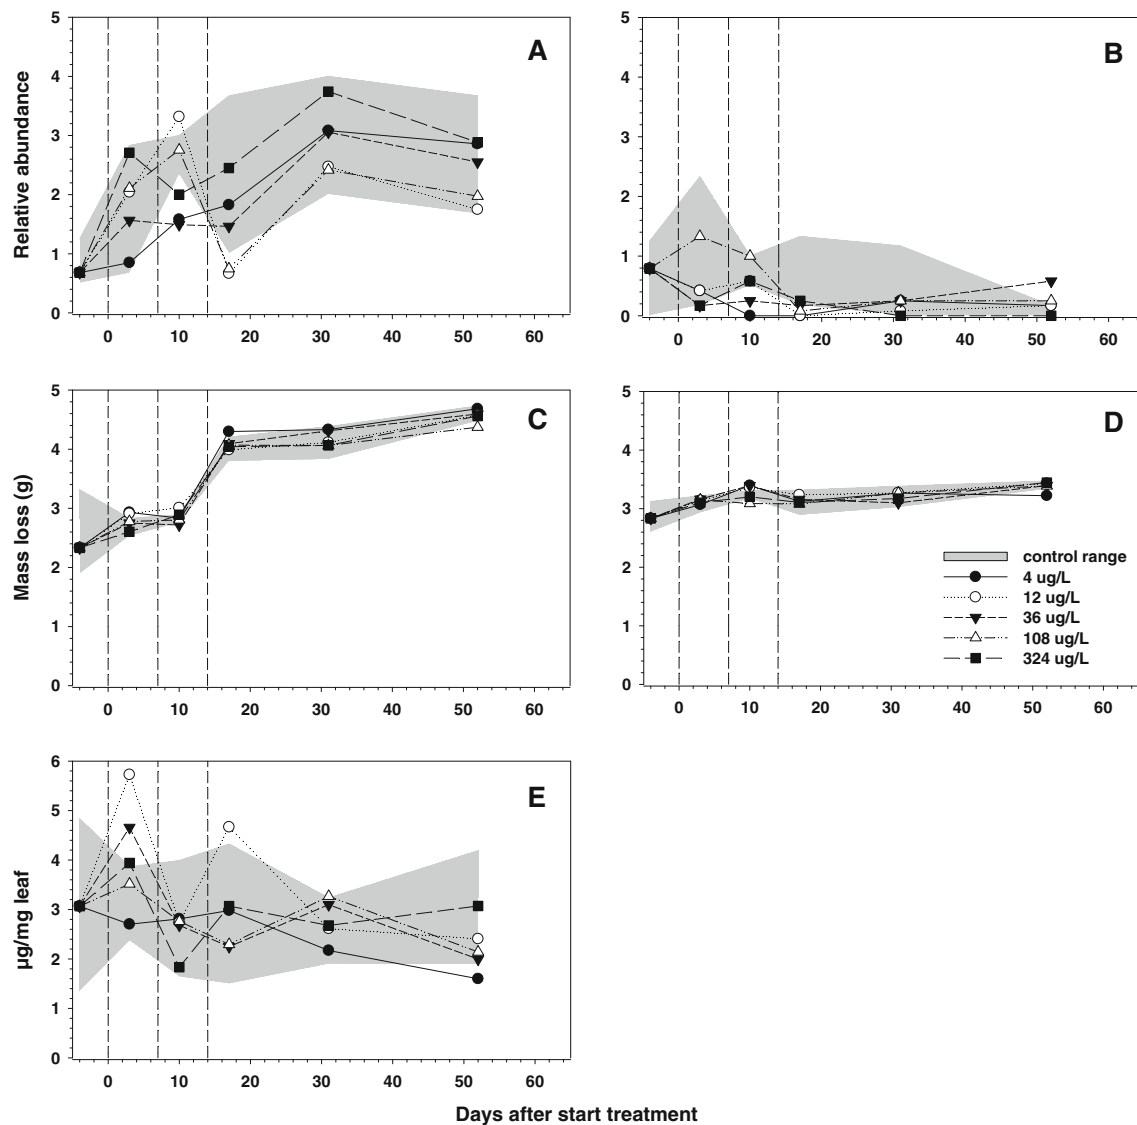 A
Relative abundance
5
4
3
2
1
0
0 10 20 30 40 50 60
B
5
4
3
2
1
0
0 10 20 30 40 50 60
C
Mass loss (g)
5
4
3
2
1
0
0 10 20 30 40 50 60
D
5
4
3
2
1
0
control range
4 ug/L
12 ug/L
36 ug/L
108 ug/L
324 ug/L
0 10 20 30 40 50 60
E
µg/mg leaf
6
5
4
3
2
1
0
0 10 20 30 40 50 60
Days after start treatment